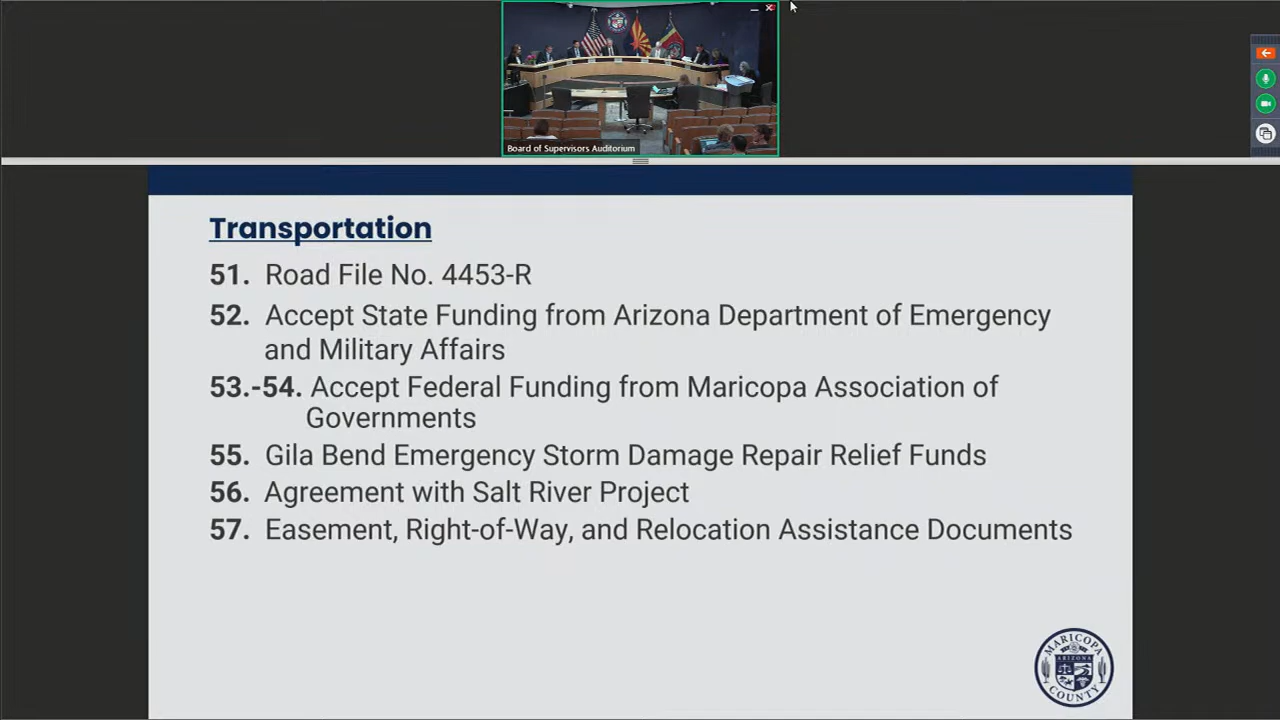 Board of Supervisors Auditorium
Transportation
51. Road File No. 4453-R
52. Accept State Funding from Arizona Department of Emergency
and Military Affairs
53.-54. Accept Federal Funding from Maricopa Association of
Governments
55. Gila Bend Emergency Storm Damage Repair Relief Funds
56. Agreement with Salt River Project
57. Easement, Right-of-Way, and Relocation Assistance Documents
MARICOPA
ARIZONA
COUNTY